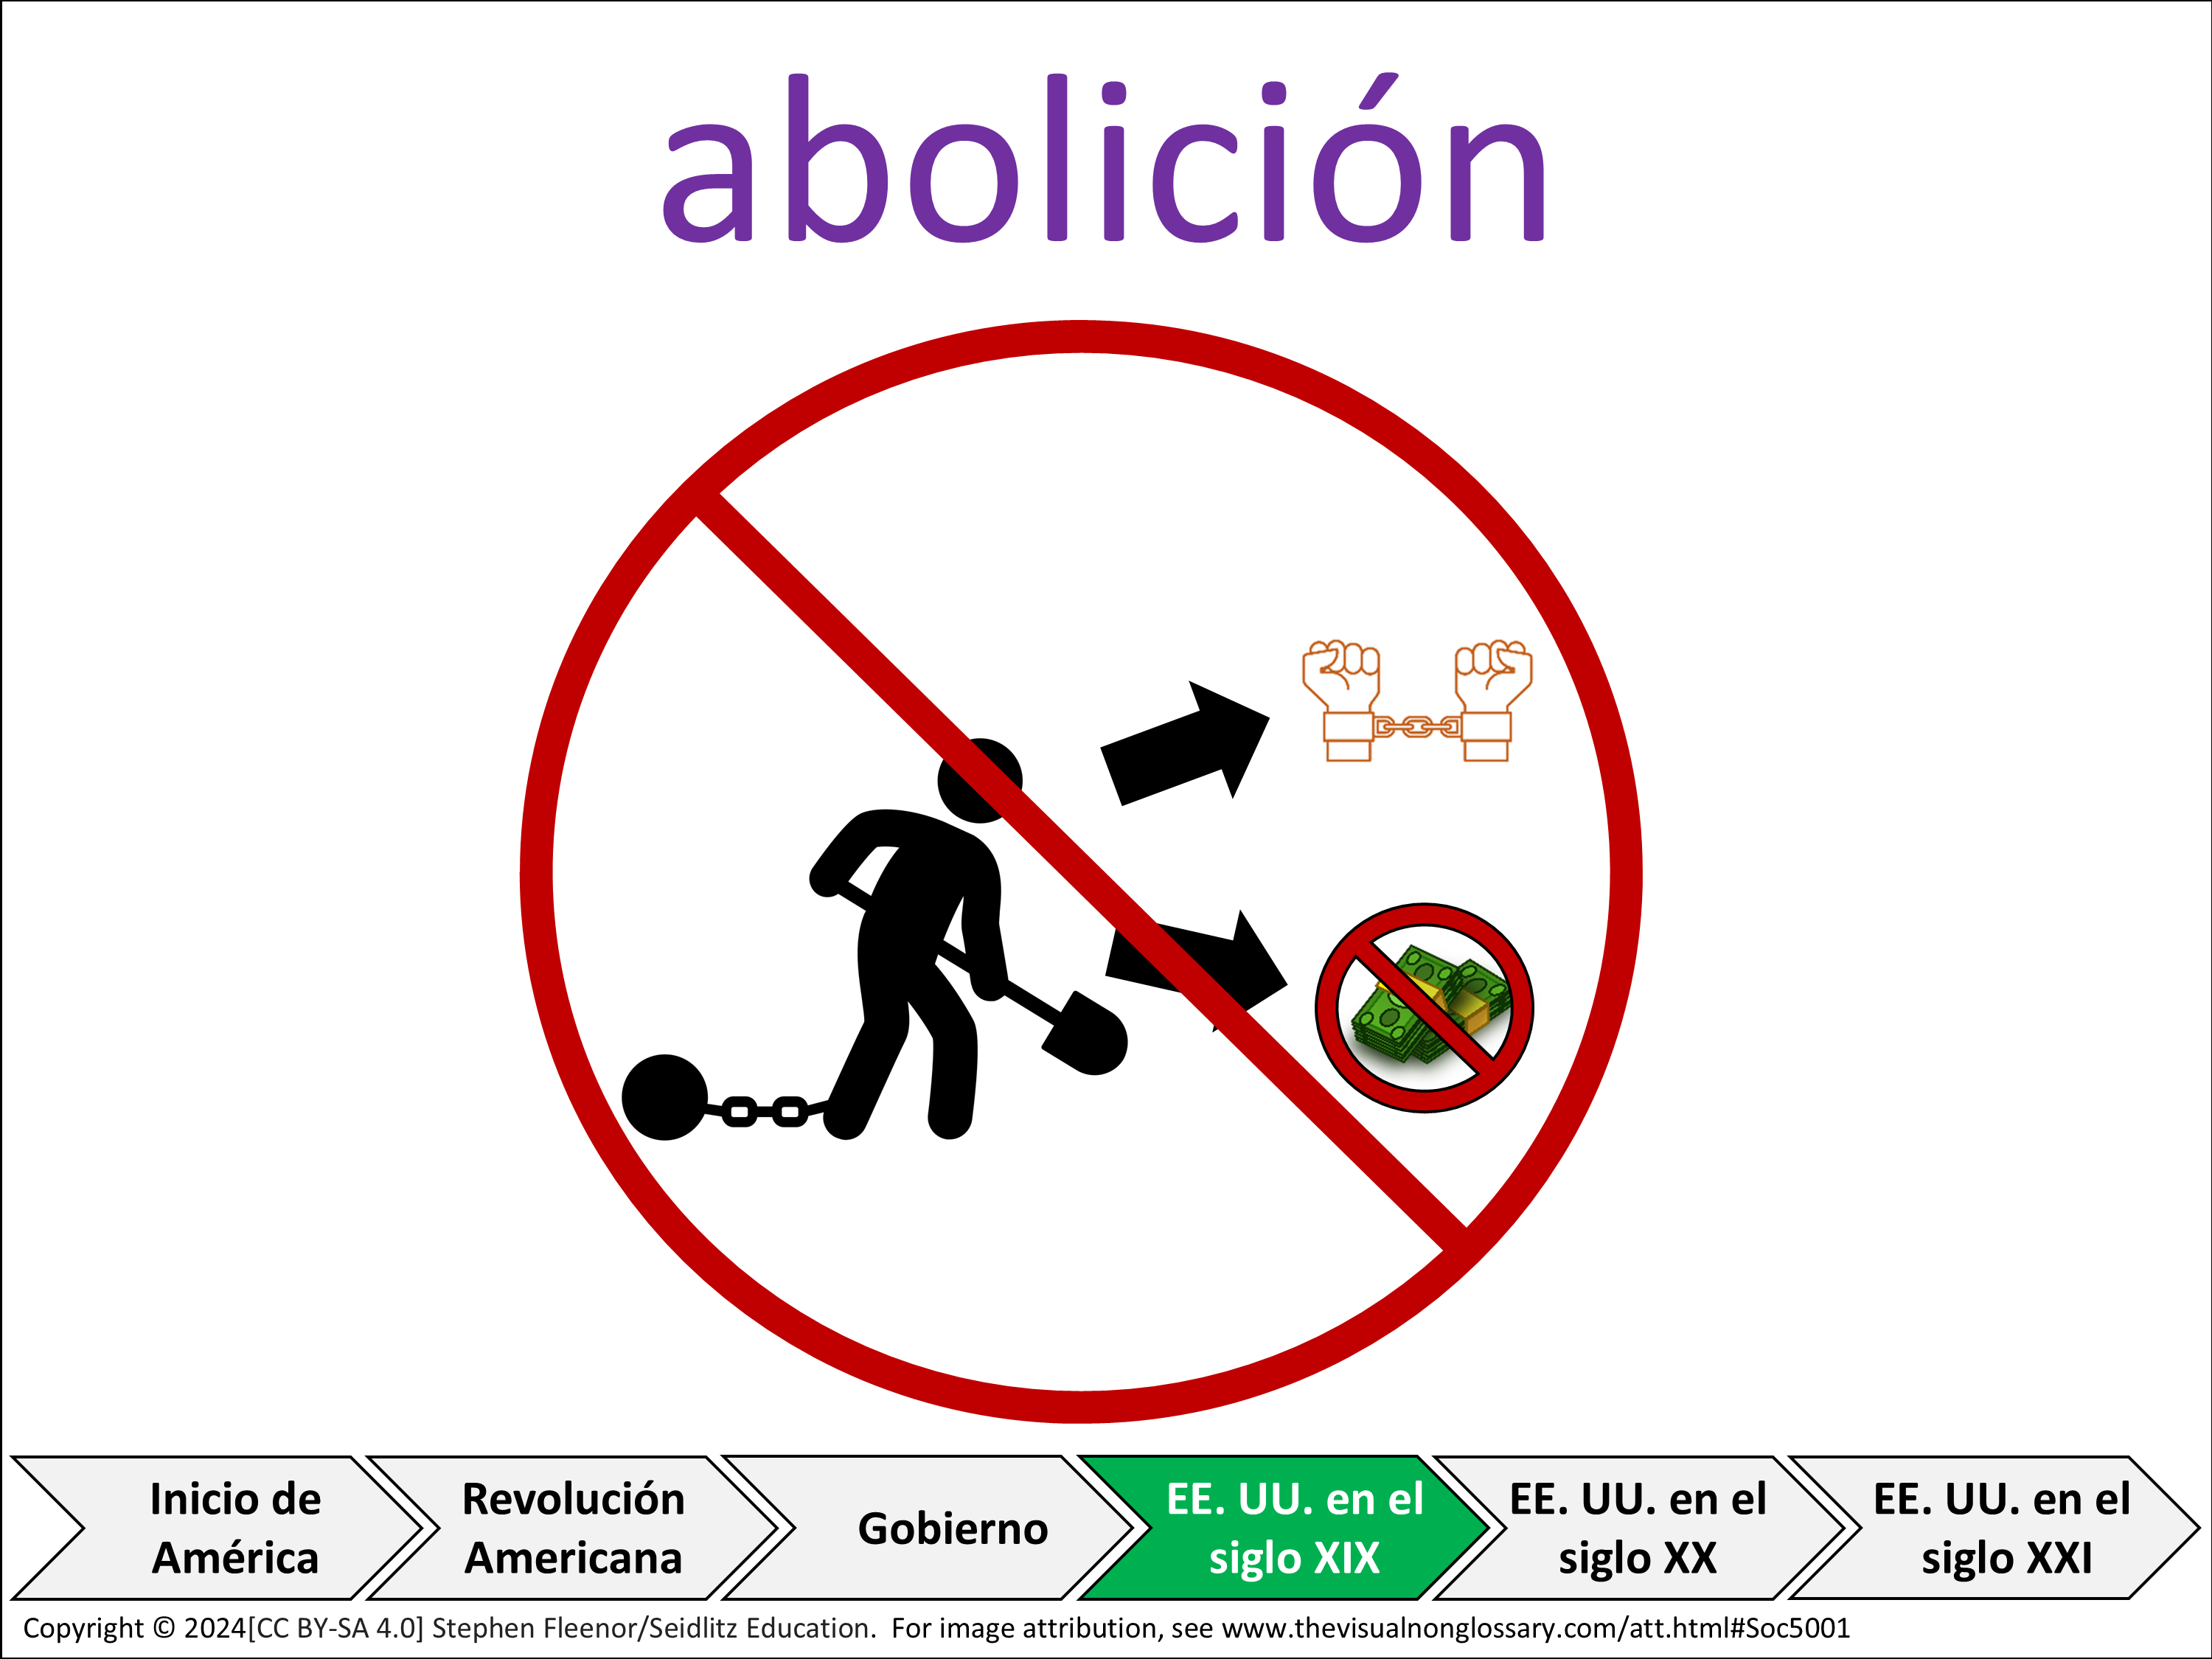 abolición
Inicio de
América
Revolución
Americana
Gobierno
EE. UU. en el
siglo XIX
EE. UU. en el
siglo XX
EE. UU. en el
siglo XXI
Copyright © 2024[CC BY-SA 4.0] Stephen Fleenor/Seidlitz Education.  For image attribution, see www.thevisualnonglossary.com/att.html#Soc5001